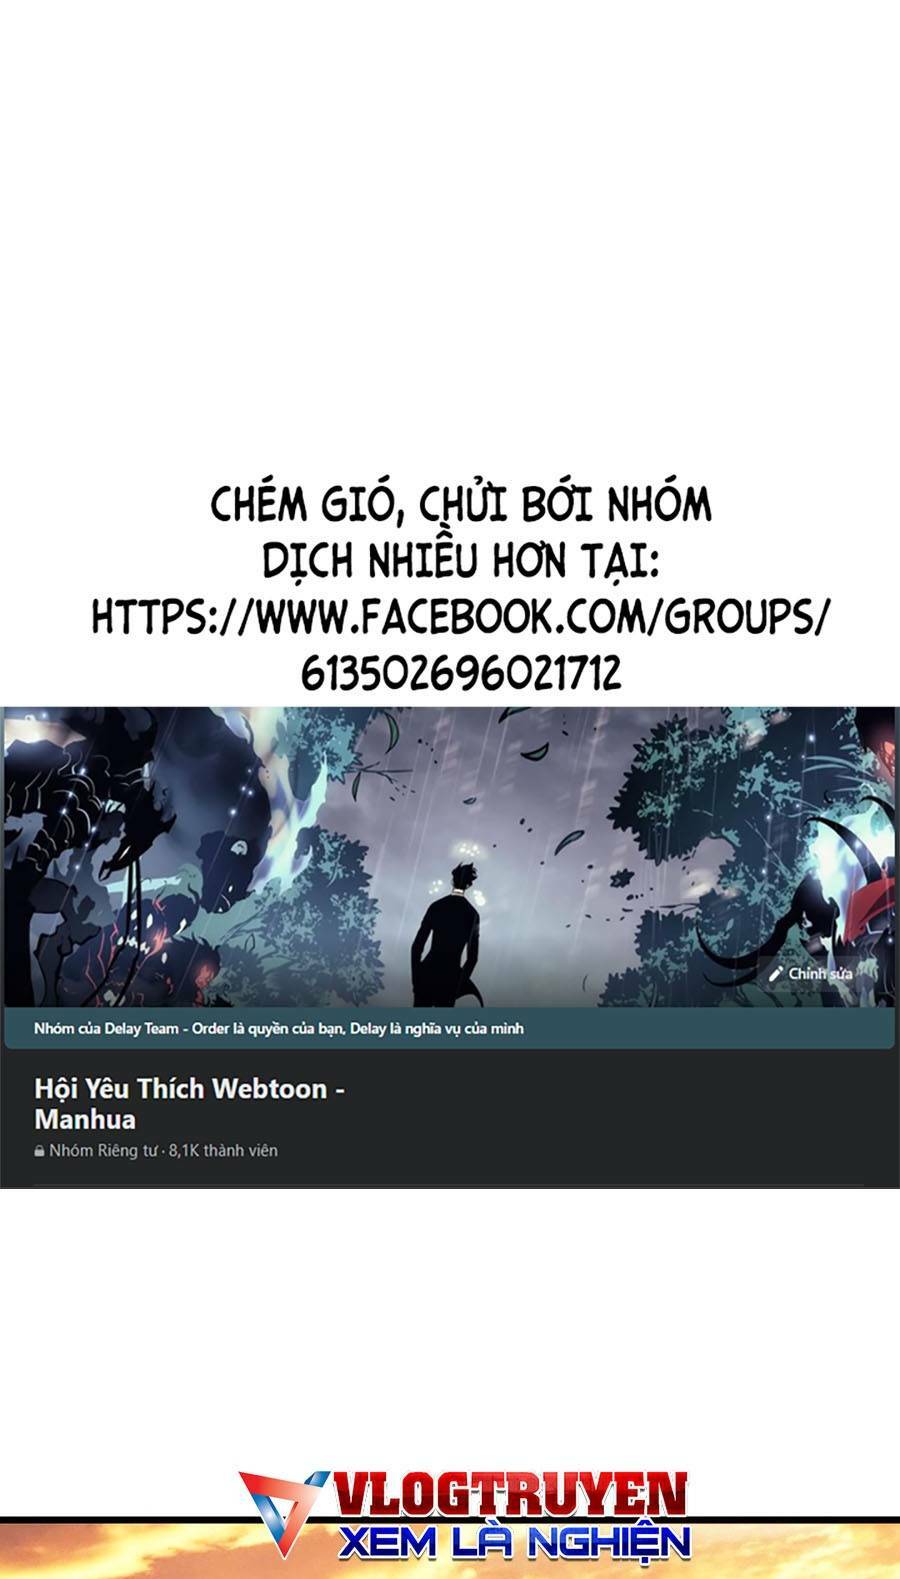 CHÉM GIÓ, CHỬI BỚI NHÓM
DỊCH NHIỀU HƠN TẠI:
HTTPS://WWW.FACEBOOK.COM/GROUPS/
613502696021712
Chỉnh sửa
Nhóm của Delay Team - Order là quyền của bạn, Delay là nghĩa vụ của mình
Hội Yêu Thích Webtoon -
Manhua
Nhóm Riêng tư · 8,1K thành viên
VLOGTRUYEN
XEM LÀ NGHIỆN